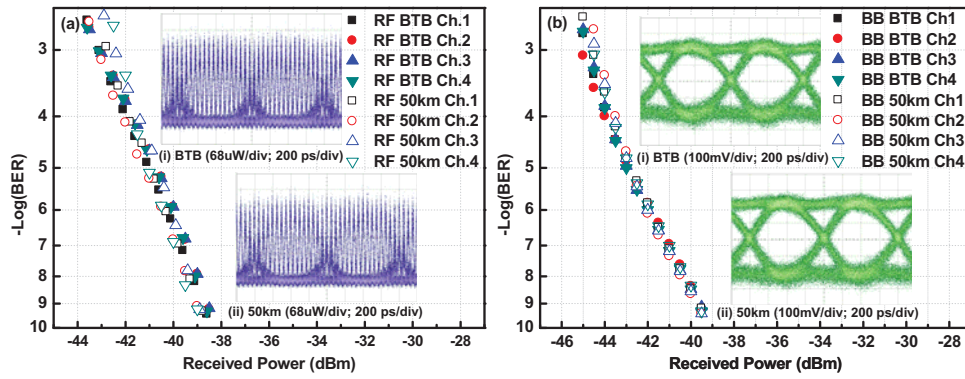 (a)
RF BTB Ch.1
RF BTB Ch.2
RF BTB Ch.3
RF BTB Ch.4
RF 50km Ch.1
RF 50km Ch.2
RF 50km Ch.3
RF 50km Ch.4
(i) BTB (68uW/div; 200 ps/div)
(ii) 50km (68uW/div; 200 ps/div)
-Log(BER)
3
4
5
6
7
8
9
10
-44 -42 -40 -38 -36 -34 -32 -30 -28
Received Power (dBm)
(b)
BB BTB Ch1
BB BTB Ch2
BB BTB Ch3
BB BTB Ch4
BB 50km Ch1
BB 50km Ch2
BB 50km Ch3
BB 50km Ch4
(i) BTB (100mV/div; 200 ps/div)
(ii) 50km (100mV/div; 200 ps/div)
-Log(BER)
3
4
5
6
7
8
9
10
-46 -44 -42 -40 -38 -36 -34 -32 -30 -28
Received Power (dBm)